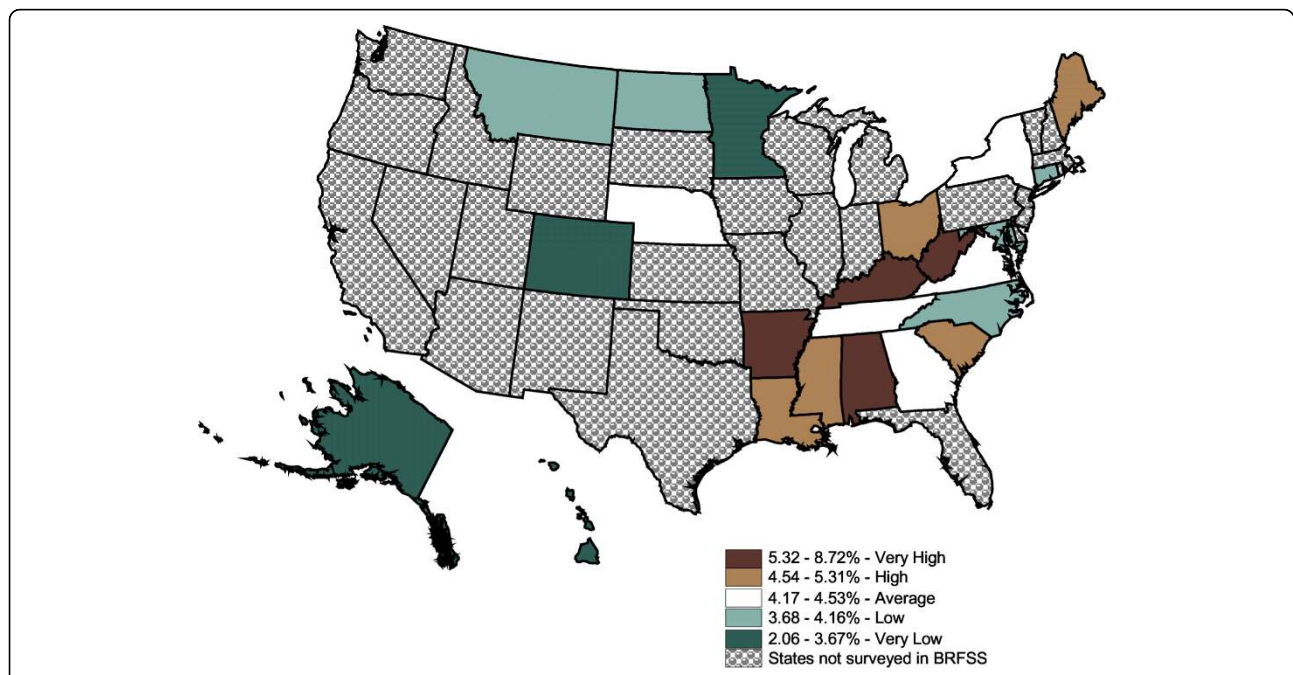 5.32 - 8.72% - Very High
4.54 - 5.31% - High
4.17 - 4.53% - Average
3.68 - 4.16% - Low
2.06 - 3.67% - Very Low
States not surveyed in BRFSS